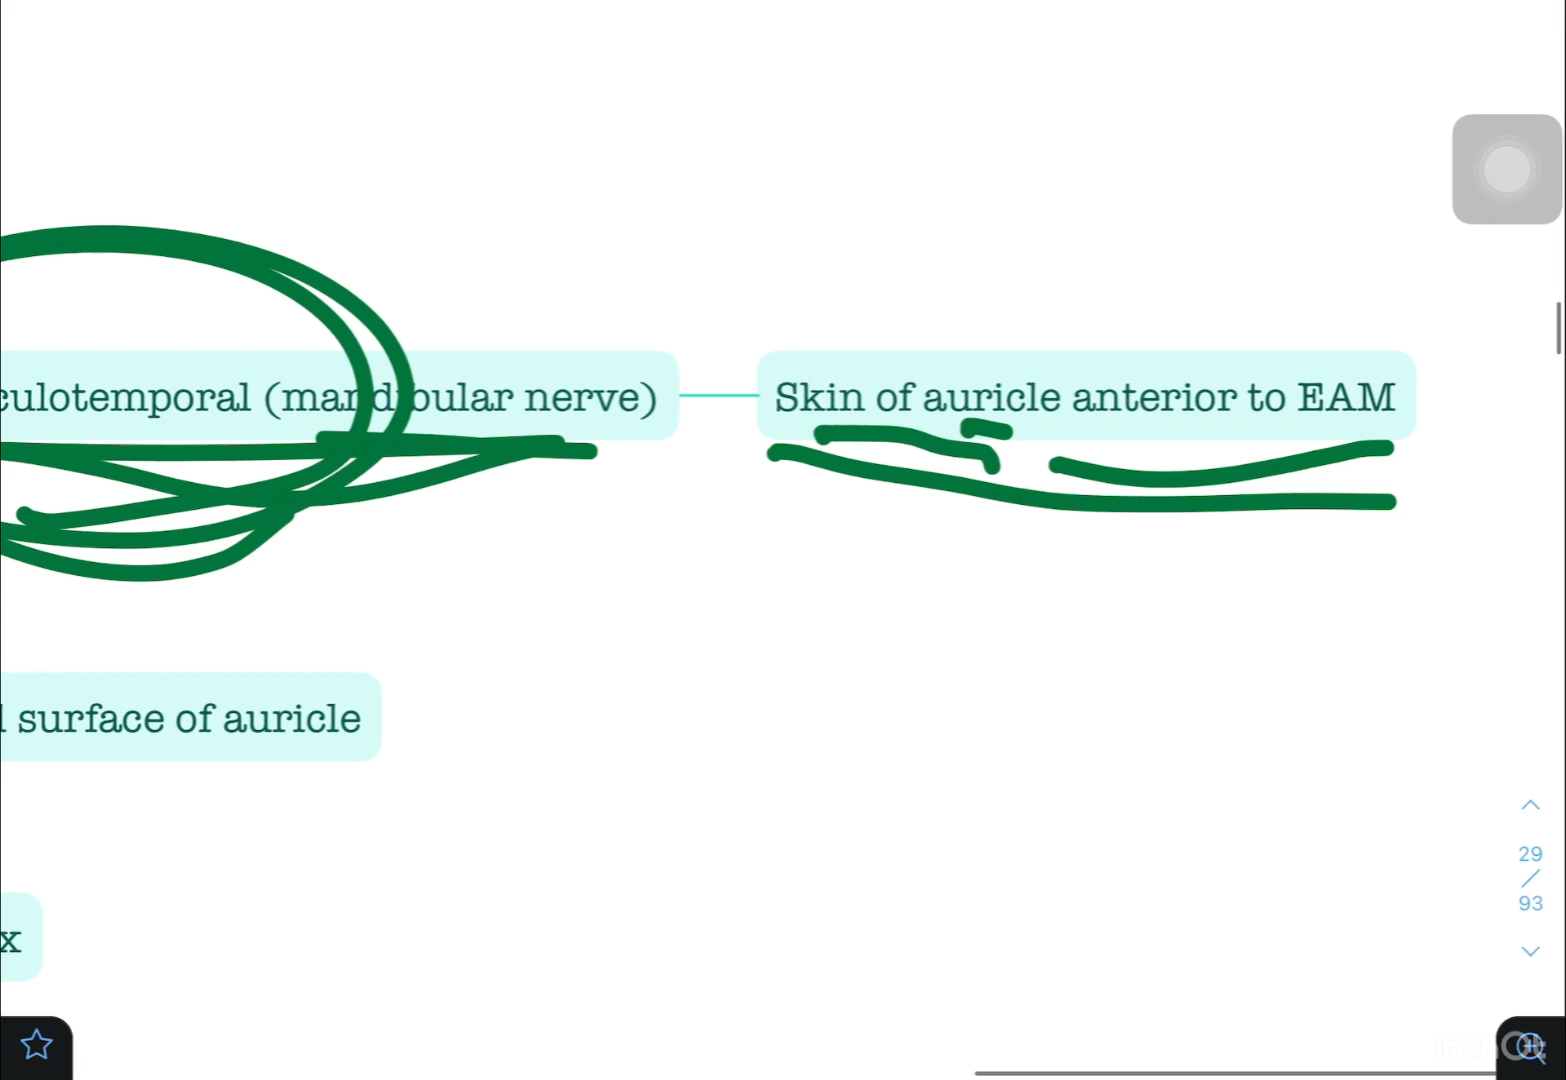 culotemporal (mandibular nerve)
Skin of auricle anterior to EAM
l surface of auricle
29
/
93
x